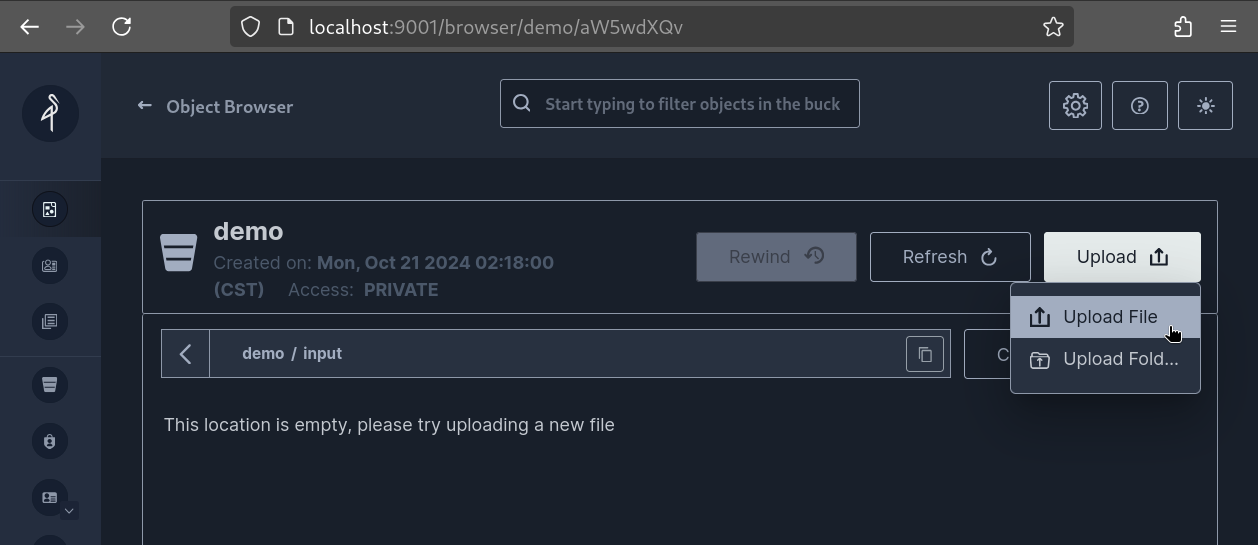 localhost:9001/browser/demo/aW5wdXQv
Object Browser
Start typing to filter objects in the buck
demo
Created on: Mon, Oct 21 2024 02:18:00
(CST) Access: PRIVATE
Rewind
Refresh
Upload
Upload File
Upload Fold...
demo / input
C
This location is empty, please try uploading a new file